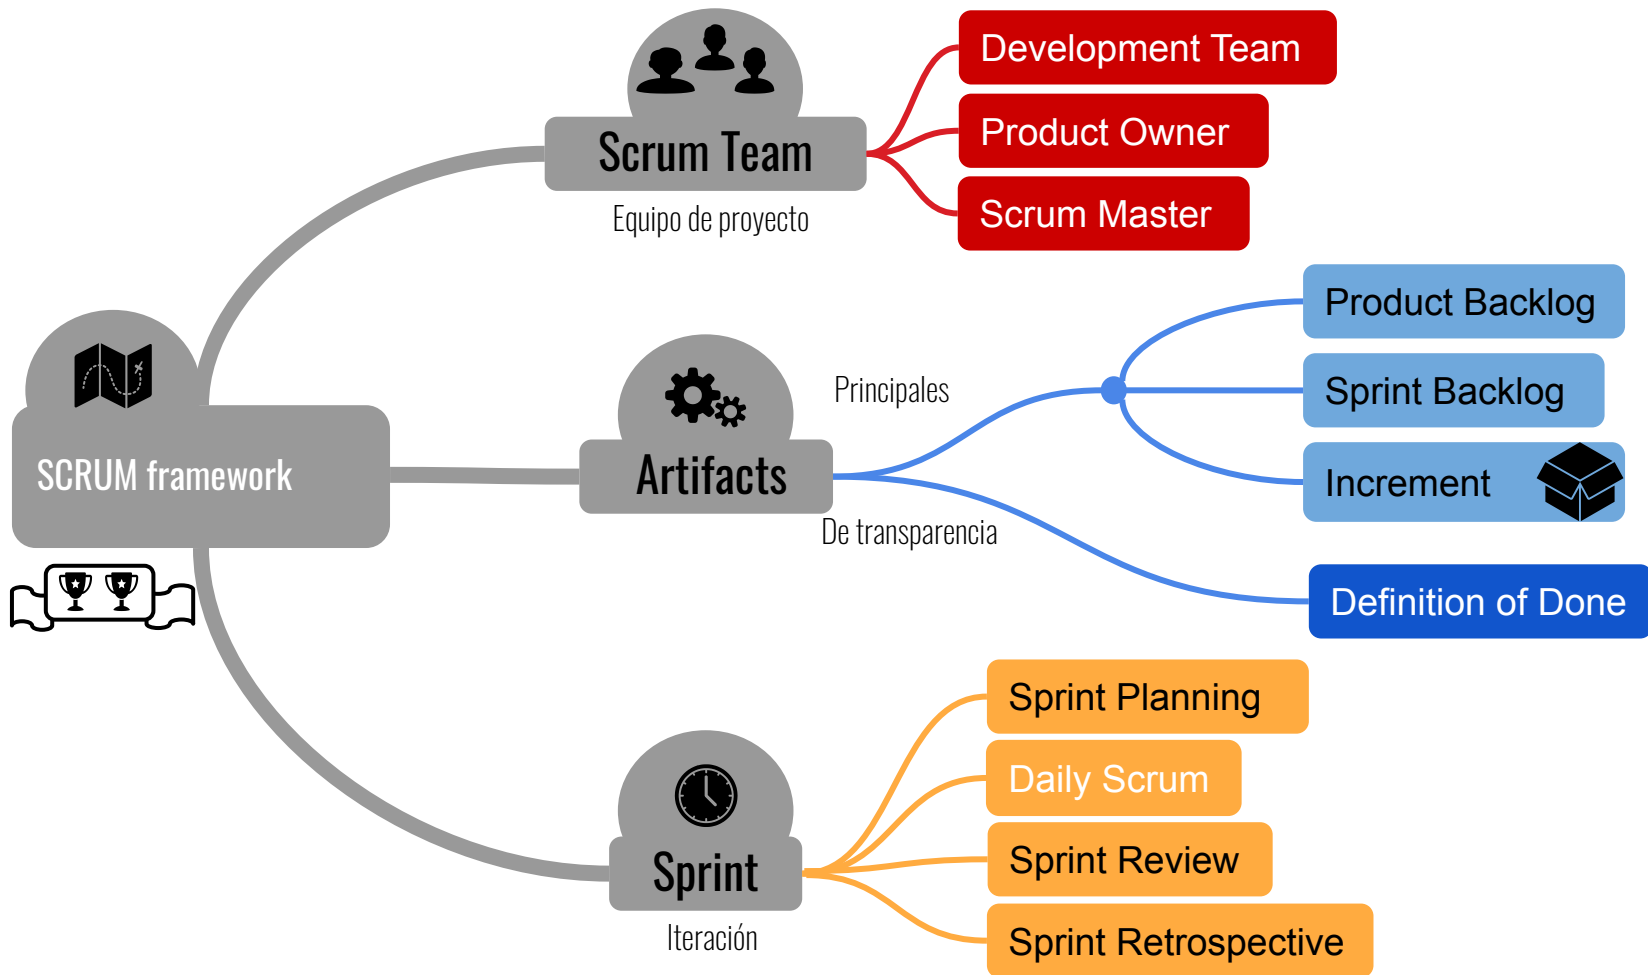 Scrum Team
Equipo de proyecto
Development Team
Product Owner
Scrum Master
SCRUM framework
Artifacts
Principales
De transparencia
Product Backlog
Sprint Backlog
Increment
Definition of Done
Sprint
Iteración
Sprint Planning
Daily Scrum
Sprint Review
Sprint Retrospective